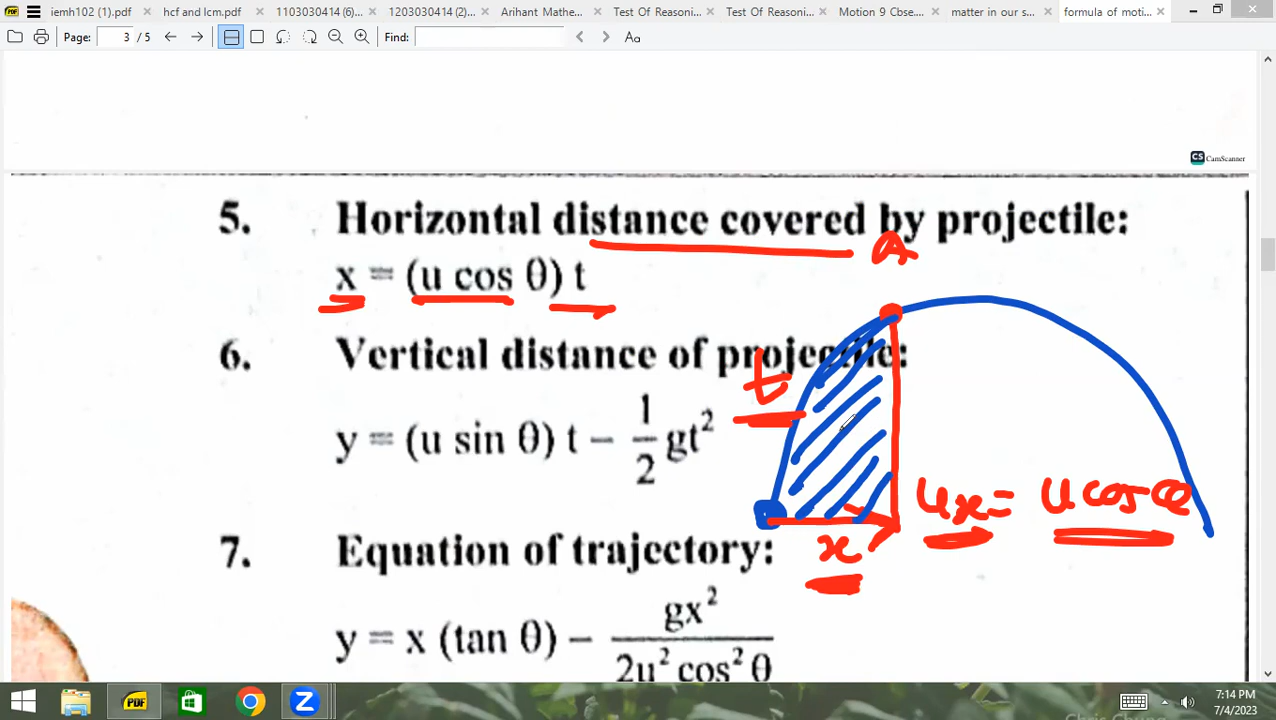 iemh102 (1).pdf
hcf and lcm.pdf
1103030414 (6)...
1203030414 (2)...
Arihant Mathe...
Test Of Reasoni...
Test Of Reasoni...
Motion 9 Cbse...
matter in our s...
formula of moti...
Page: 3 / 5
Find:
Aa
CS CamScanner
5. Horizontal distance covered by projectile:
x = (u cos θ) t
A
6. Vertical distance of projectile:
t
y = (u sin θ) t – 1/2 gt²
ux = u cos θ
x
7. Equation of trajectory:
y = x (tan θ) – gx² / 2u² cos² θ
PDF
7:14 PM
7/4/2023